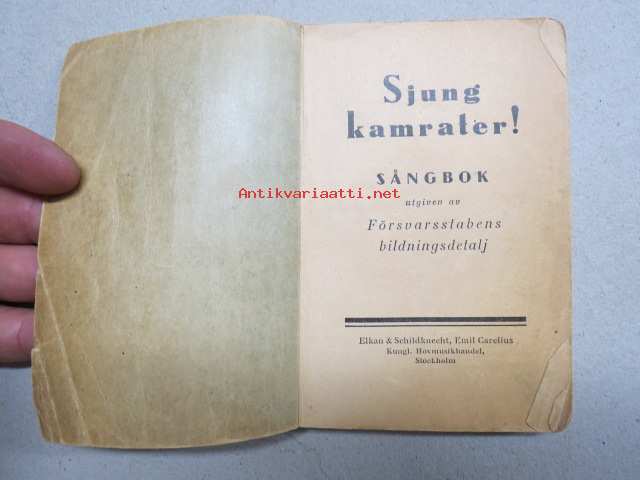 Sjung
kamrater!
SÅNGBOK
Antikvariaatti.net
utgiven av
Försvarsstabens
bildningsdetalj
Elkan & Schildknecht, Emil Carelius
Kungl. Hovmusikhandel,
Stockholm